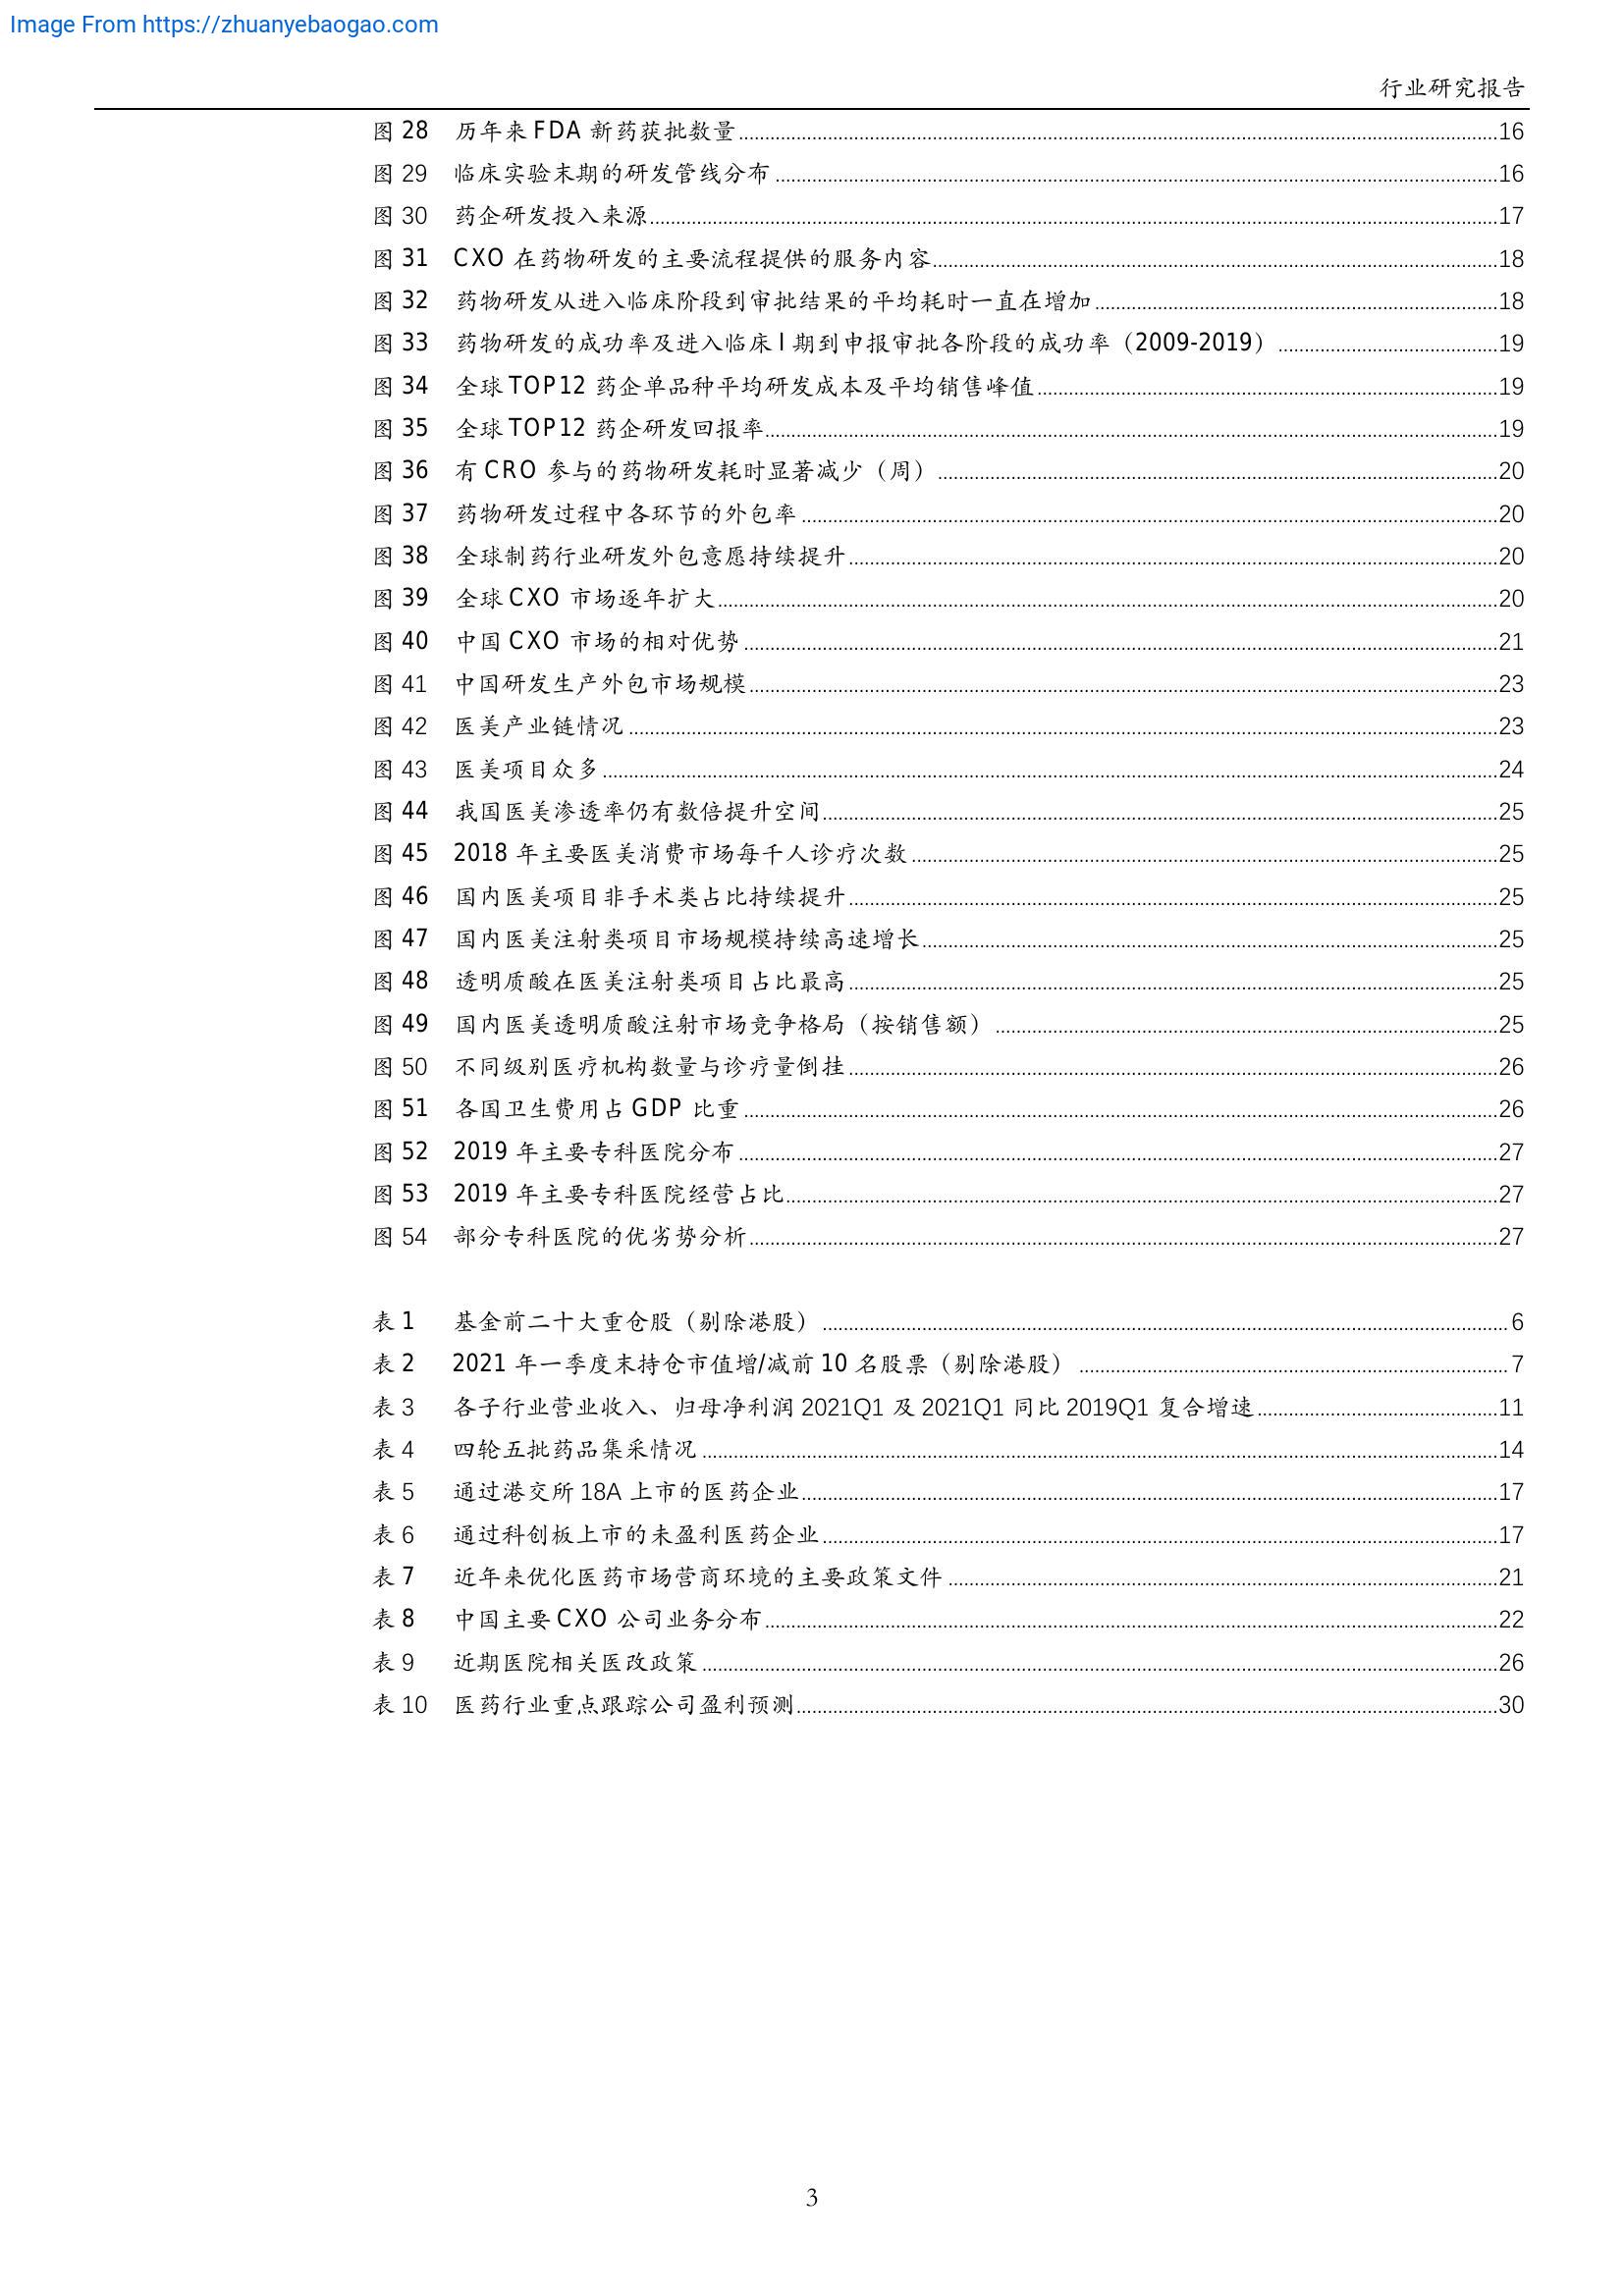 Image From https://zhuanyebaogao.com
行业研究报告
图 28 历年来 FDA 新药获批数量 16
图 29 临床实验末期的研发管线分布 16
图 30 药企研发投入来源 17
图 31 CXO 在药物研发的主要流程提供的服务内容 18
图 32 药物研发从进入临床阶段到审批结果的平均耗时一直在增加 18
图 33 药物研发的成功率及进入临床 I 期到申报审批各阶段的成功率（2009-2019） 19
图 34 全球 TOP12 药企单品种平均研发成本及平均销售峰值 19
图 35 全球 TOP12 药企研发回报率 19
图 36 有 CRO 参与的药物研发耗时显著减少（周） 20
图 37 药物研发过程中各环节的外包率 20
图 38 全球制药行业研发外包意愿持续提升 20
图 39 全球 CXO 市场逐年扩大 20
图 40 中国 CXO 市场的相对优势 21
图 41 中国研发生产外包市场规模 23
图 42 医美产业链情况 23
图 43 医美项目众多 24
图 44 我国医美渗透率仍有数倍提升空间 25
图 45 2018 年主要医美消费市场每千人诊疗次数 25
图 46 国内医美项目非手术类占比持续提升 25
图 47 国内医美注射类项目市场规模持续高速增长 25
图 48 透明质酸在医美注射类项目占比最高 25
图 49 国内医美透明质酸注射市场竞争格局（按销售额） 25
图 50 不同级别医疗机构数量与诊疗量倒挂 26
图 51 各国卫生费用占 GDP 比重 26
图 52 2019 年主要专科医院分布 27
图 53 2019 年主要专科医院经营占比 27
图 54 部分专科医院的优劣势分析 27
表 1 基金前二十大重仓股（剔除港股） 6
表 2 2021 年一季度末持仓市值增/减前 10 名股票（剔除港股） 7
表 3 各子行业营业收入、归母净利润 2021Q1 及 2021Q1 同比 2019Q1 复合增速 11
表 4 四轮五批药品集采情况 14
表 5 通过港交所 18A 上市的医药企业 17
表 6 通过科创板上市的未盈利医药企业 17
表 7 近年来优化医药市场营商环境的主要政策文件 21
表 8 中国主要 CXO 公司业务分布 22
表 9 近期医院相关医改政策 26
表 10 医药行业重点跟踪公司盈利预测 30
3